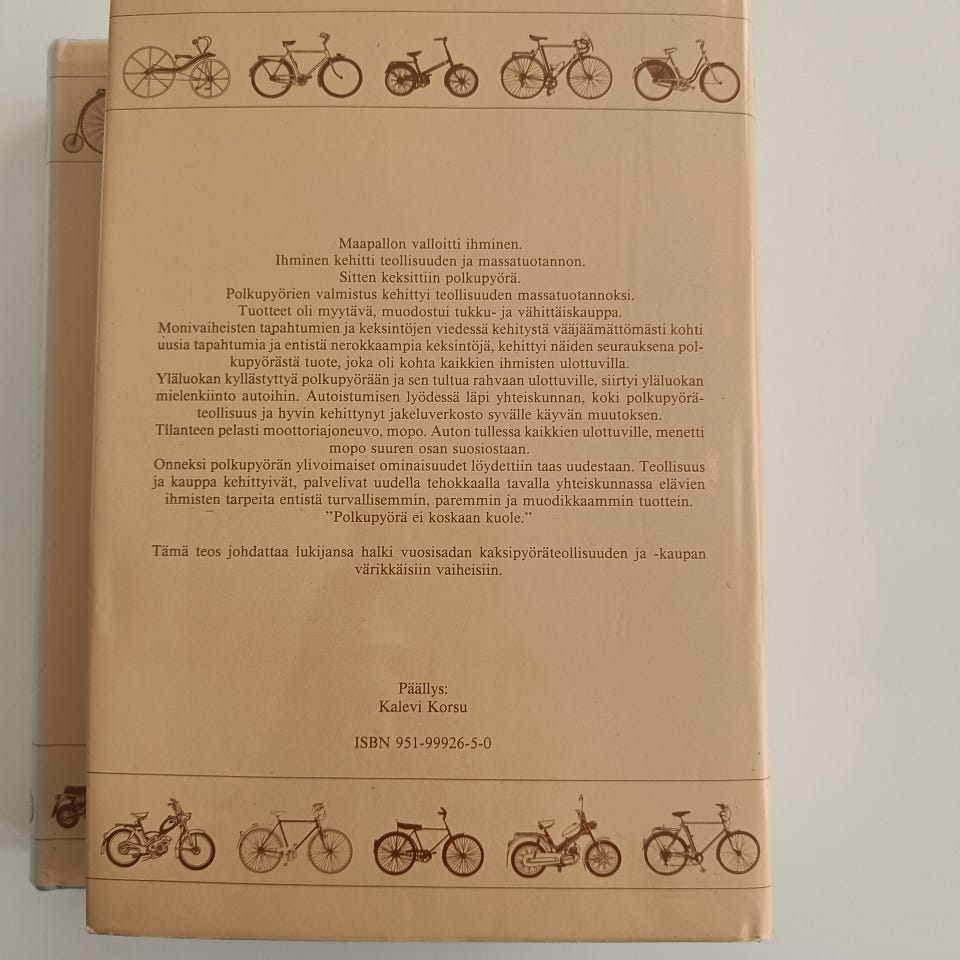 Maapallon valloitti ihminen.
Ihminen kehitti teollisuuden ja massatuotannon.
Sitten keksittiin polkupyörä.
Polkupyörien valmistus kehittyi teollisuuden massatuotannoksi.
Tuotteet oli myytävä, muodostui tukku- ja vähittäiskauppa.
Monivaiheisten tapahtumien ja keksintöjen viedessä kehitystä vääjäämättömästi kohti
uusia tapahtumia ja entistä nerokkaampia keksintöjä, kehittyi näiden seurauksena pol-
kupyörästä tuote, joka oli kohta kaikkien ihmisten ulottuvilla.
Yläluokan kyllästyttyä polkupyörään ja sen tultua rahvaan ulottuville, siirtyi yläluokan
mielenkiinto autoihin. Autoistumisen lyödessä läpi yhteiskunnan, koki polkupyörä-
teollisuus ja hyvin kehittynyt jakeluverkosto syvälle käyvän muutoksen.
Tilanteen pelasti moottoriajoneuvo, mopo. Auton tullessa kaikkien ulottuville, menetti
mopo suuren osan suosiostaan.
Onneksi polkupyörän ylivoimaiset ominaisuudet löydettiin taas uudestaan. Teollisuus
ja kauppa kehittyivät, palvelivat uudella tehokkaalla tavalla yhteiskunnassa elävien
ihmisten tarpeita entistä turvallisemmin, paremmin ja muodikkaammin tuottein.
"Polkupyörä ei koskaan kuole."
Tämä teos johdattaa lukijansa halki vuosisadan kaksipyöräteollisuuden ja -kaupan
värikkäisiin vaiheisiin.
Päällys:
Kalevi Korsu
ISBN 951-99926-5-0